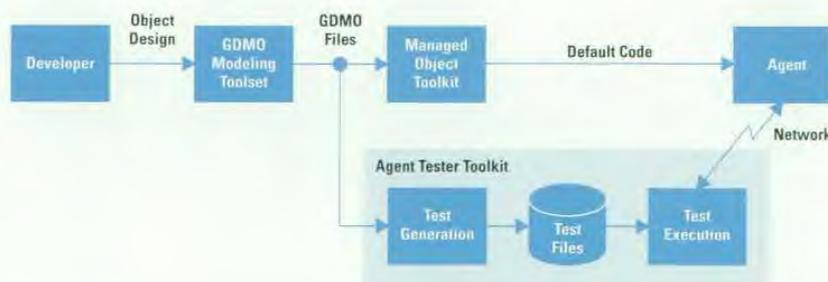 Object
Design
GDMO
Files
Developer
GDMO
Modeling
Toolset
Managed
Object
Toolkit
Default Code
Agent
Network
Agent Tester Toolkit
Test
Generation
Test
Files
Test
Execution